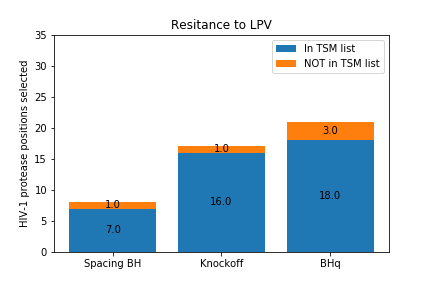 Resitance to LPV
In TSM list
NOT in TSM list
HIV-1 protease positions selected
35
30
25
20
15
10
5
0
1.0
7.0
1.0
16.0
3.0
18.0
Spacing BH
Knockoff
BHq